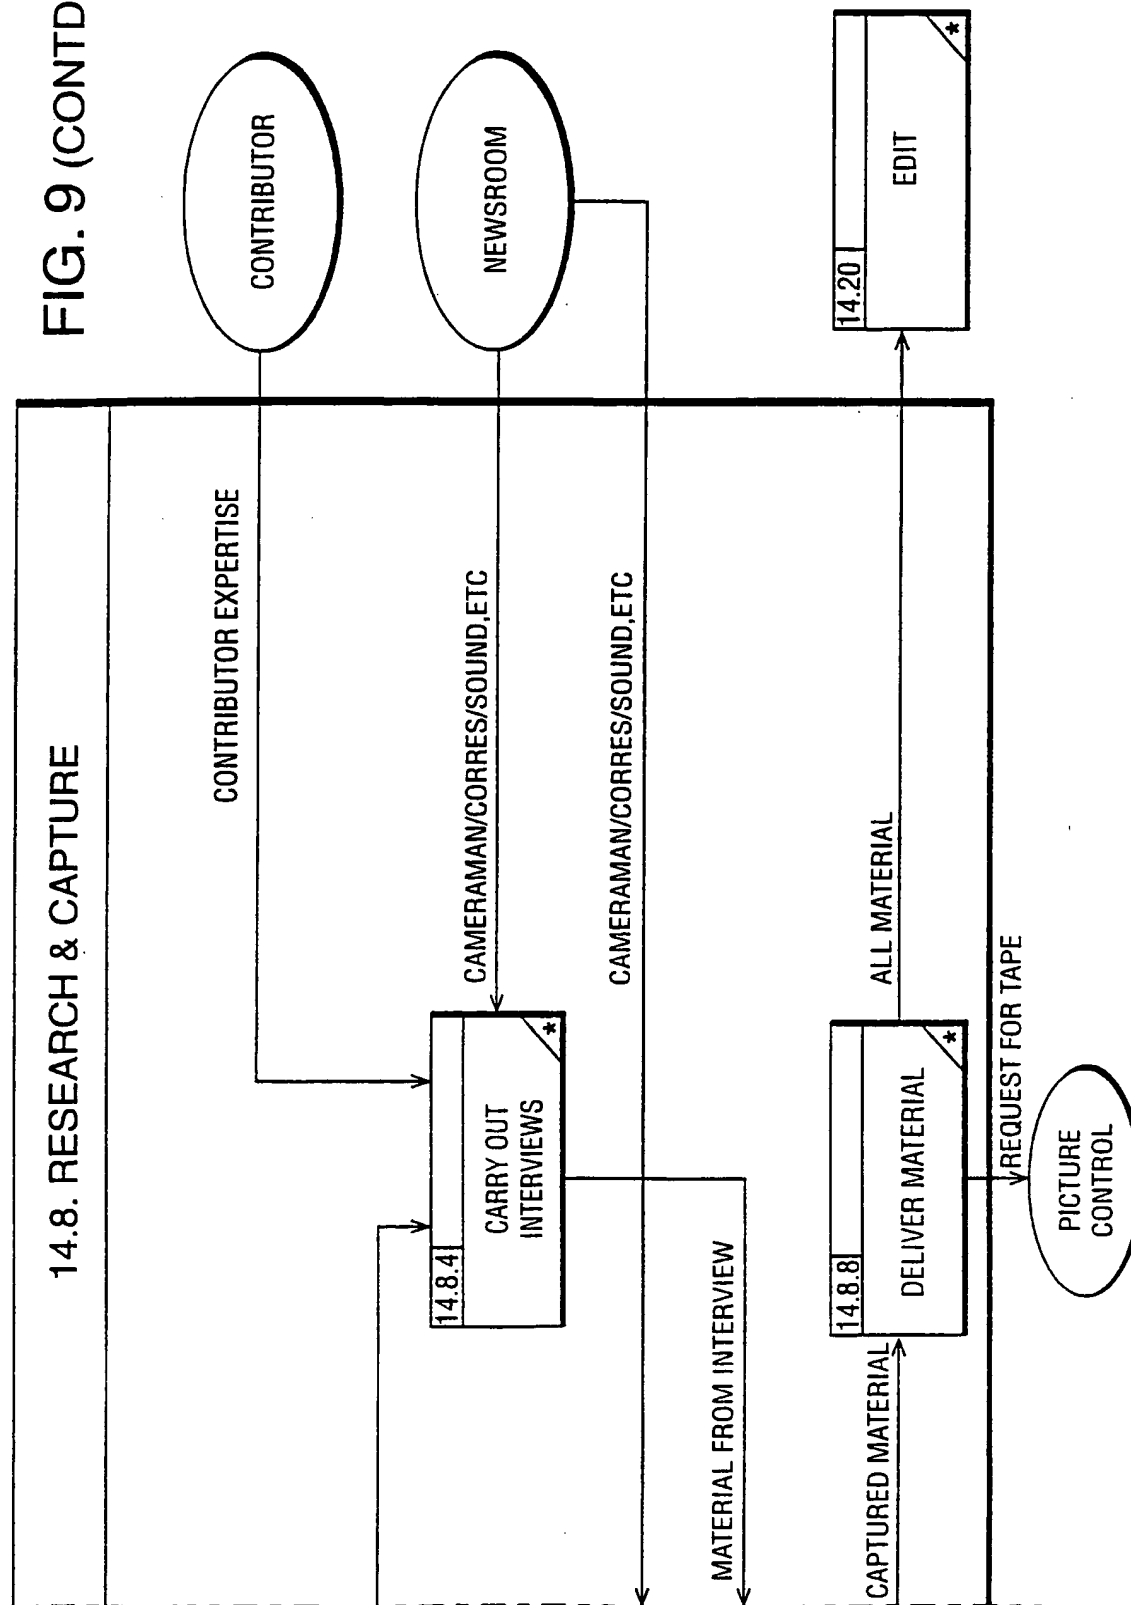 FIG. 9 (CONTD
14.8. RESEARCH & CAPTURE
CONTRIBUTOR
CONTRIBUTOR EXPERTISE
NEWSROOM
CAMERAMAN/CORRES/SOUND,ETC
14.8.4
*
CARRY OUT
INTERVIEWS
CAMERAMAN/CORRES/SOUND,ETC
MATERIAL FROM INTERVIEW
CAPTURED MATERIAL
14.8.8
*
DELIVER MATERIAL
ALL MATERIAL
14.20
*
EDIT
REQUEST FOR TAPE
PICTURE
CONTROL